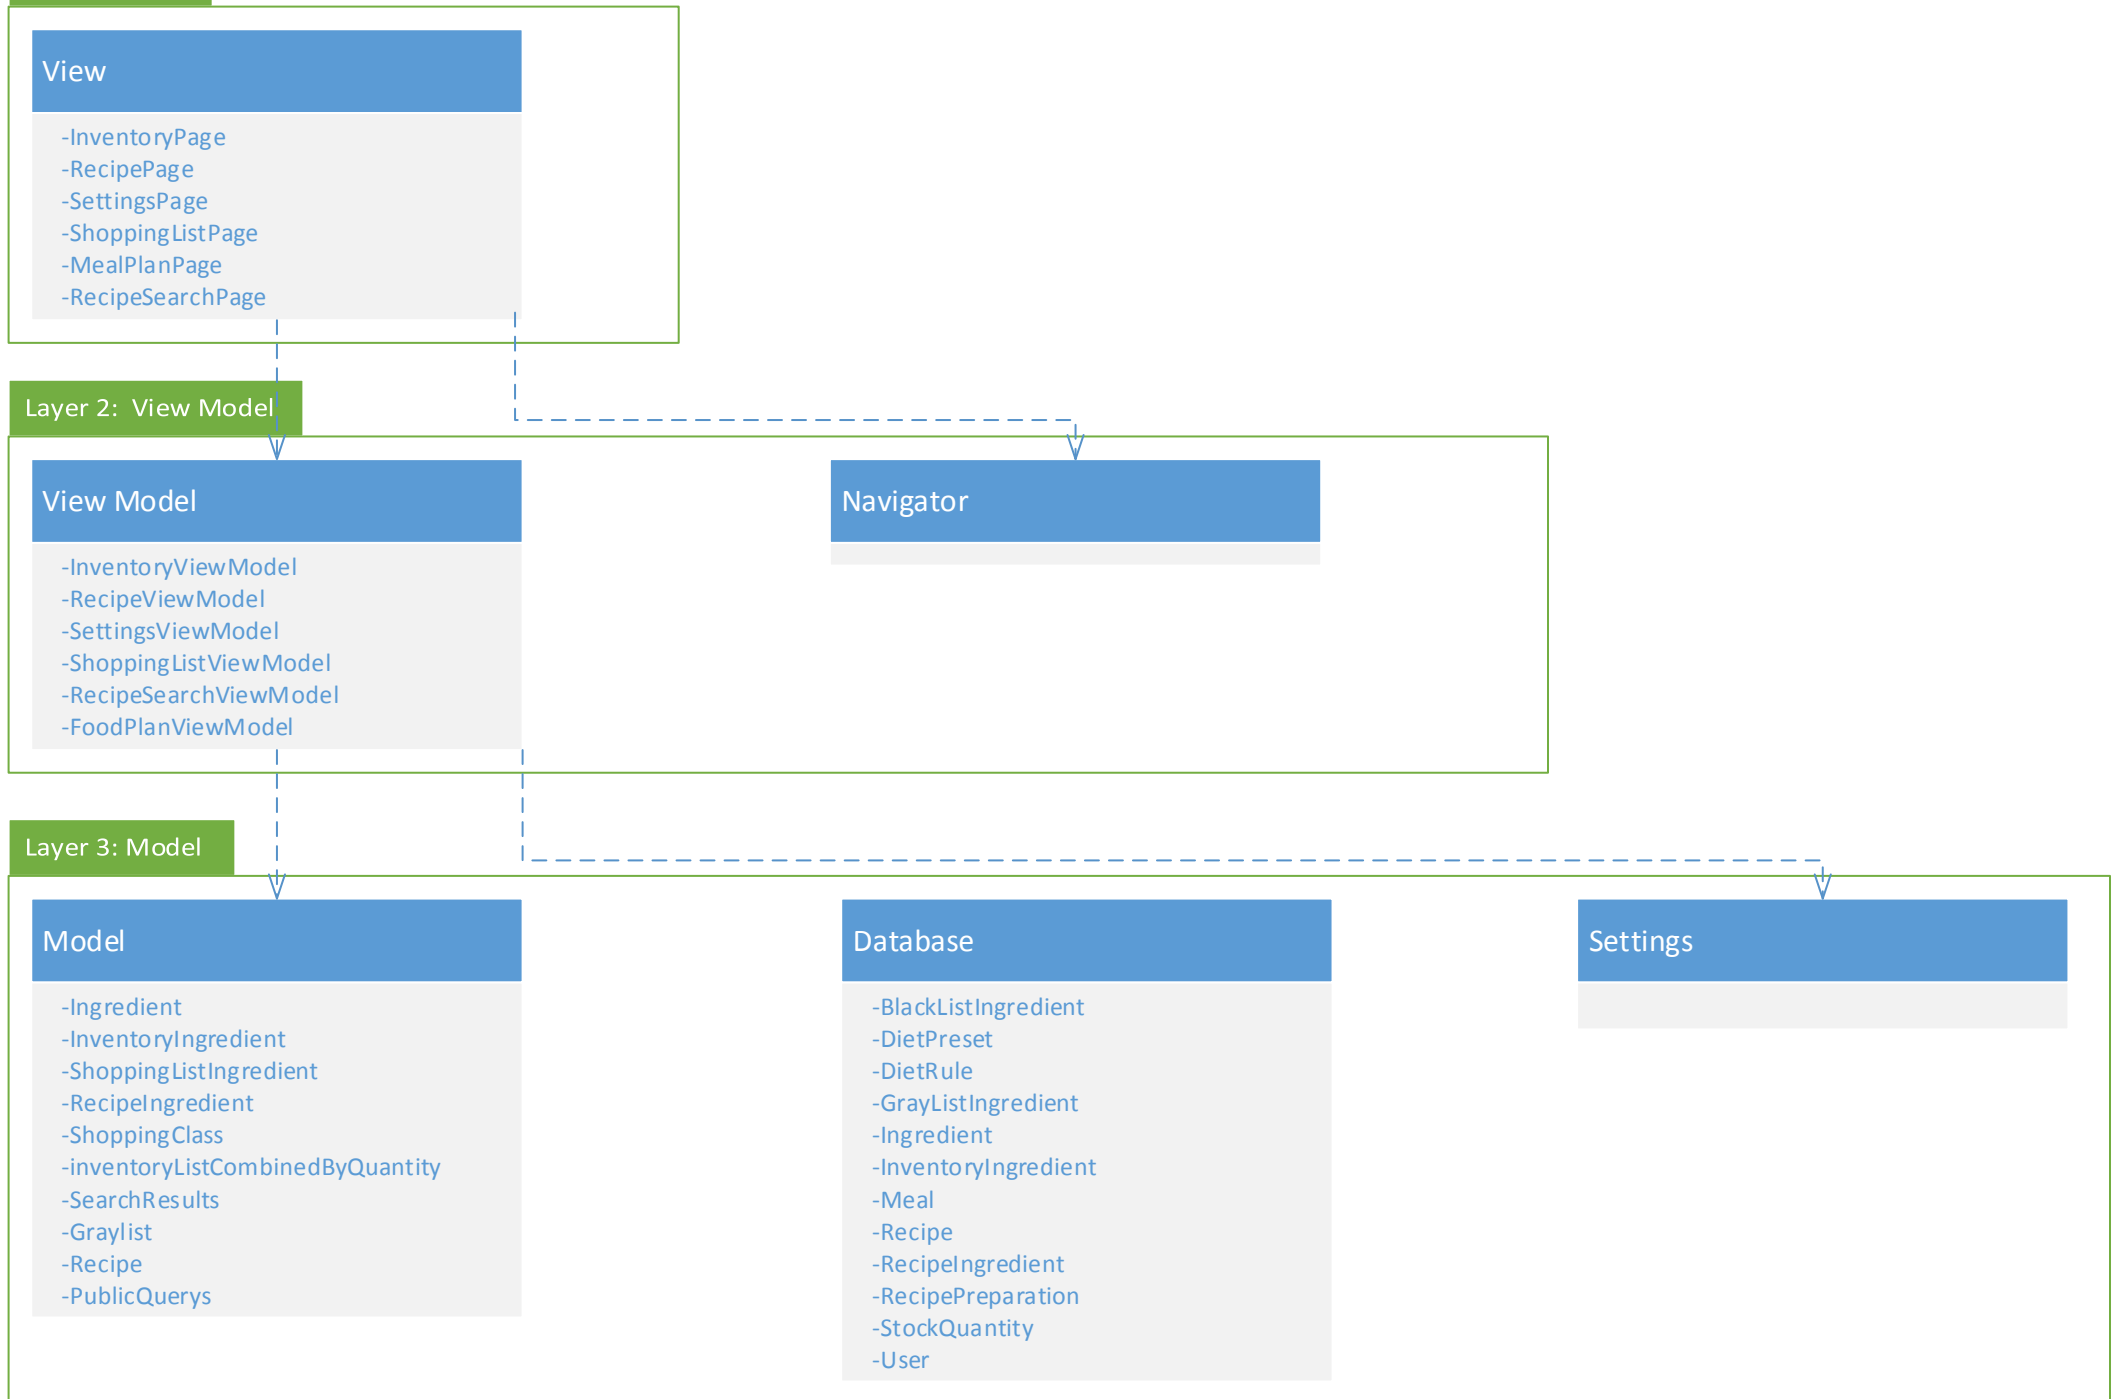 View
-InventoryPage
-RecipePage
-SettingsPage
-ShoppingListPage
-MealPlanPage
-RecipeSearchPage
Layer 2:  View Model
View Model
-InventoryViewModel
-RecipeViewModel
-SettingsViewModel
-ShoppingListViewModel
-RecipeSearchViewModel
-FoodPlanViewModel
Navigator
Layer 3: Model
Model
-Ingredient
-InventoryIngredient
-ShoppingListIngredient
-RecipeIngredient
-ShoppingClass
-inventoryListCombinedByQuantity
-SearchResults
-Graylist
-Recipe
-PublicQuerys
Database
-BlackListIngredient
-DietPreset
-DietRule
-GrayListIngredient
-Ingredient
-InventoryIngredient
-Meal
-Recipe
-RecipeIngredient
-RecipePreparation
-StockQuantity
-User
Settings